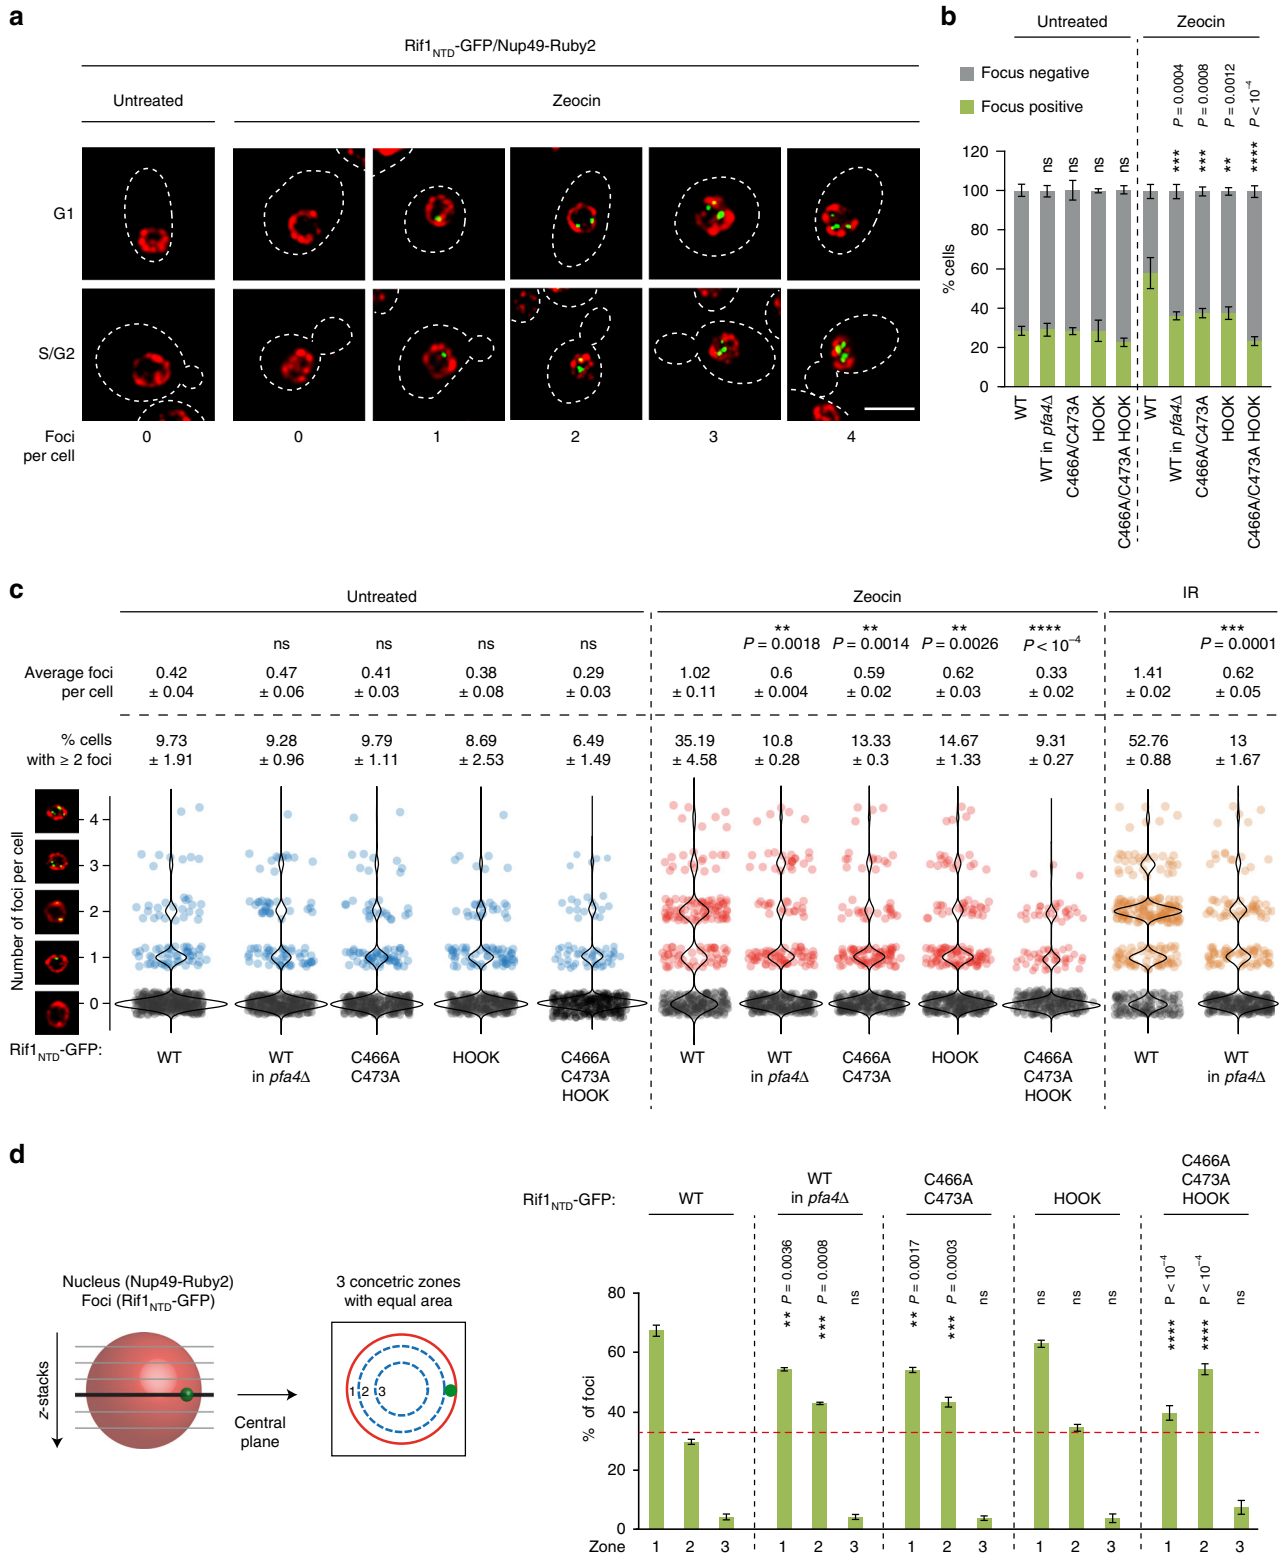 a
Rif1NTD-GFP/Nup49-Ruby2
Untreated
Zeocin
G1
S/G2
Foci per cell
0
0
1
2
3
4
b
Untreated
Zeocin
Focus negative
Focus positive
ns
ns
ns
ns
*** P = 0.0004
*** P = 0.0008
** P = 0.0012
**** P < 10−4
% cells
120
100
80
60
40
20
0
WT
WT in pfa4Δ
C466A/C473A
HOOK
C466A/C473A HOOK
WT
WT in pfa4Δ
C466A/C473A
HOOK
C466A/C473A HOOK
c
Untreated
Zeocin
IR
ns
ns
ns
ns
**
**
**
****
***
P = 0.0018
P = 0.0014
P = 0.0026
P < 10−4
P = 0.0001
Average foci per cell
0.42 ± 0.04
0.47 ± 0.06
0.41 ± 0.03
0.38 ± 0.08
0.29 ± 0.03
1.02 ± 0.11
0.6 ± 0.004
0.59 ± 0.02
0.62 ± 0.03
0.33 ± 0.02
1.41 ± 0.02
0.62 ± 0.05
% cells with ≥ 2 foci
9.73 ± 1.91
9.28 ± 0.96
9.79 ± 1.11
8.69 ± 2.53
6.49 ± 1.49
35.19 ± 4.58
10.8 ± 0.28
13.33 ± 0.3
14.67 ± 1.33
9.31 ± 0.27
52.76 ± 0.88
13 ± 1.67
Number of foci per cell
4
3
2
1
0
Rif1NTD-GFP:
WT
WT in pfa4Δ
C466A C473A
HOOK
C466A C473A HOOK
WT
WT in pfa4Δ
C466A C473A
HOOK
C466A C473A HOOK
WT
WT in pfa4Δ
d
Nucleus (Nup49-Ruby2)
Foci (Rif1NTD-GFP)
z-stacks
Central plane
3 concetric zones
with equal area
1
2
3
Rif1NTD-GFP:
WT
WT in pfa4Δ
C466A C473A
HOOK
C466A C473A HOOK
** P = 0.0036
*** P = 0.0008
ns
** P = 0.0017
*** P = 0.0003
ns
ns
ns
ns
**** P < 10−4
**** P < 10−4
ns
% of foci
80
60
40
20
0
Zone
1 2 3
1 2 3
1 2 3
1 2 3
1 2 3